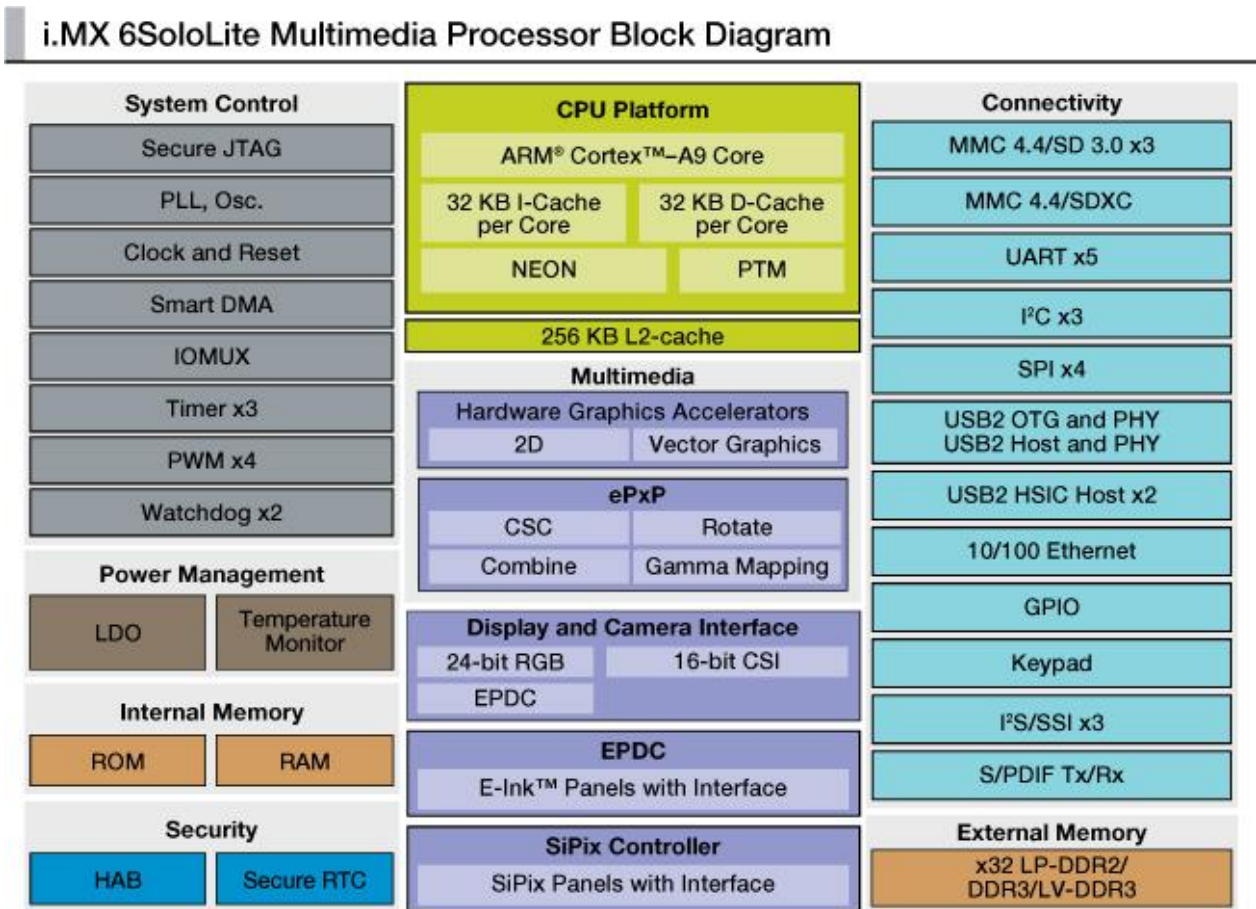 i.MX 6SoloLite Multimedia Processor Block Diagram
System Control
Secure JTAG
PLL, Osc.
Clock and Reset
Smart DMA
IOMUX
Timer x3
PWM x4
Watchdog x2
Power Management
LDO
Temperature
Monitor
Internal Memory
ROM
RAM
Security
HAB
Secure RTC
CPU Platform
ARM® Cortex™–A9 Core
32 KB I-Cache
per Core
32 KB D-Cache
per Core
NEON
PTM
256 KB L2-cache
Multimedia
Hardware Graphics Accelerators
2D
Vector Graphics
ePxP
CSC
Rotate
Combine
Gamma Mapping
Display and Camera Interface
24-bit RGB
16-bit CSI
EPDC
EPDC
E-Ink™ Panels with Interface
SiPix Controller
SiPix Panels with Interface
Connectivity
MMC 4.4/SD 3.0 x3
MMC 4.4/SDXC
UART x5
I²C x3
SPI x4
USB2 OTG and PHY
USB2 Host and PHY
USB2 HSIC Host x2
10/100 Ethernet
GPIO
Keypad
I²S/SSI x3
S/PDIF Tx/Rx
External Memory
x32 LP-DDR2/
DDR3/LV-DDR3